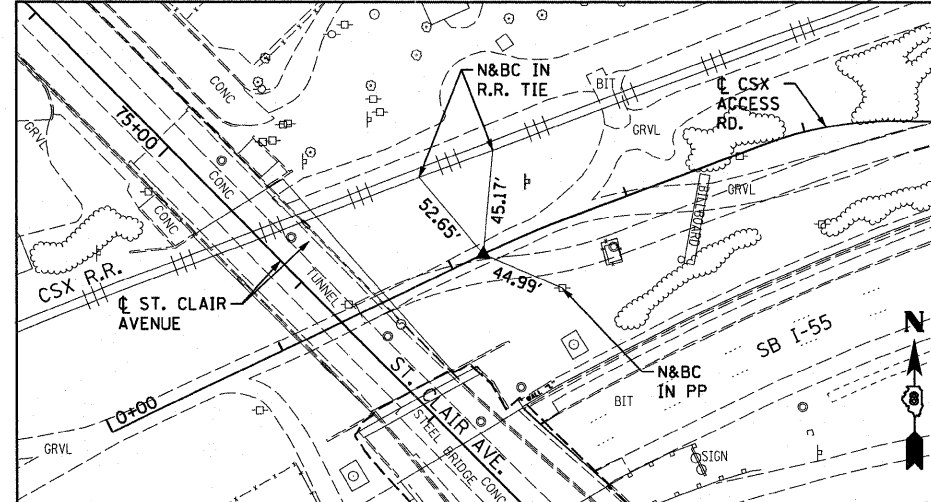 N&BC IN
R.R. TIE
BIT
℄ CSX
ACCESS
RD.
CONC
GRVL
75+00
GRVL
CONC
CONC
52.65'
45.17'
GRVL
CSX R.R.
TUNNEL
44.99'
℄ ST. CLAIR
AVENUE
SB I-55
N
8
N&BC
IN PP
0+00
ST. CLAIR AVE.
BIT
GRVL
STEEL BRIDGE CONC
SIGN